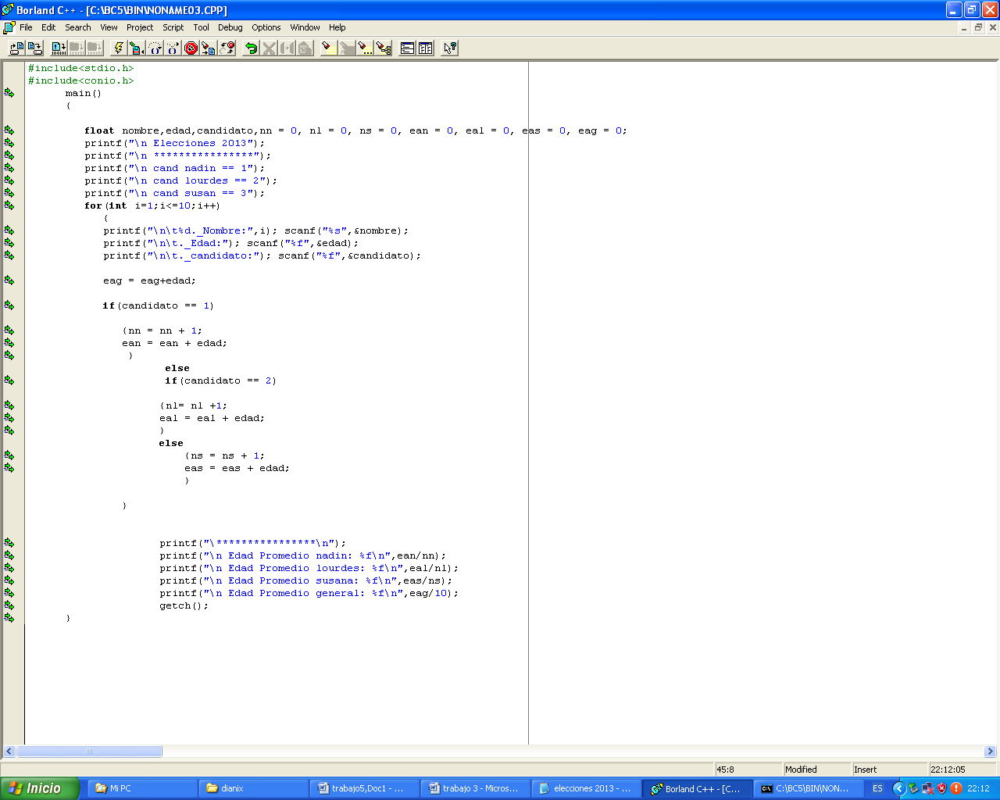 Borland C++ - [C:\BC5\BIN\NONAME03.CPP]
File Edit Search View Project Script Tool Debug Options Window Help
#include<stdio.h>
#include<conio.h>
main()
{
float nombre,edad,candidato,nn = 0, nl = 0, ns = 0, ean = 0, eal = 0, eas = 0, eag = 0;
printf("\n Elecciones 2013");
printf("\n ****************");
printf("\n cand nadin == 1");
printf("\n cand lourdes == 2");
printf("\n cand susan == 3");
for(int i=1;i<=10;i++)
{
printf("\n\t%d._Nombre:",i); scanf("%s",&nombre);
printf("\n\t._Edad:"); scanf("%f",&edad);
printf("\n\t._candidato:"); scanf("%f",&candidato);
eag = eag+edad;
if(candidato == 1)
{nn = nn + 1;
ean = ean + edad;
}
else
if(candidato == 2)
{nl= nl +1;
eal = eal + edad;
}
else
{ns = ns + 1;
eas = eas + edad;
}
}
printf("\****************\n");
printf("\n Edad Promedio nadin: %f\n",ean/nn);
printf("\n Edad Promedio lourdes: %f\n",eal/nl);
printf("\n Edad Promedio susana: %f\n",eas/ns);
printf("\n Edad Promedio general: %f\n",eag/10);
getch();
}
45:8 Modified Insert 22:12:05
Inicio Mi PC dianix trabajo5,Doc1 - ... trabajo 3 - Micros... elecciones 2013 - ... Borland C++ - [C... C:\BC5\BIN\NON... ES 22:12